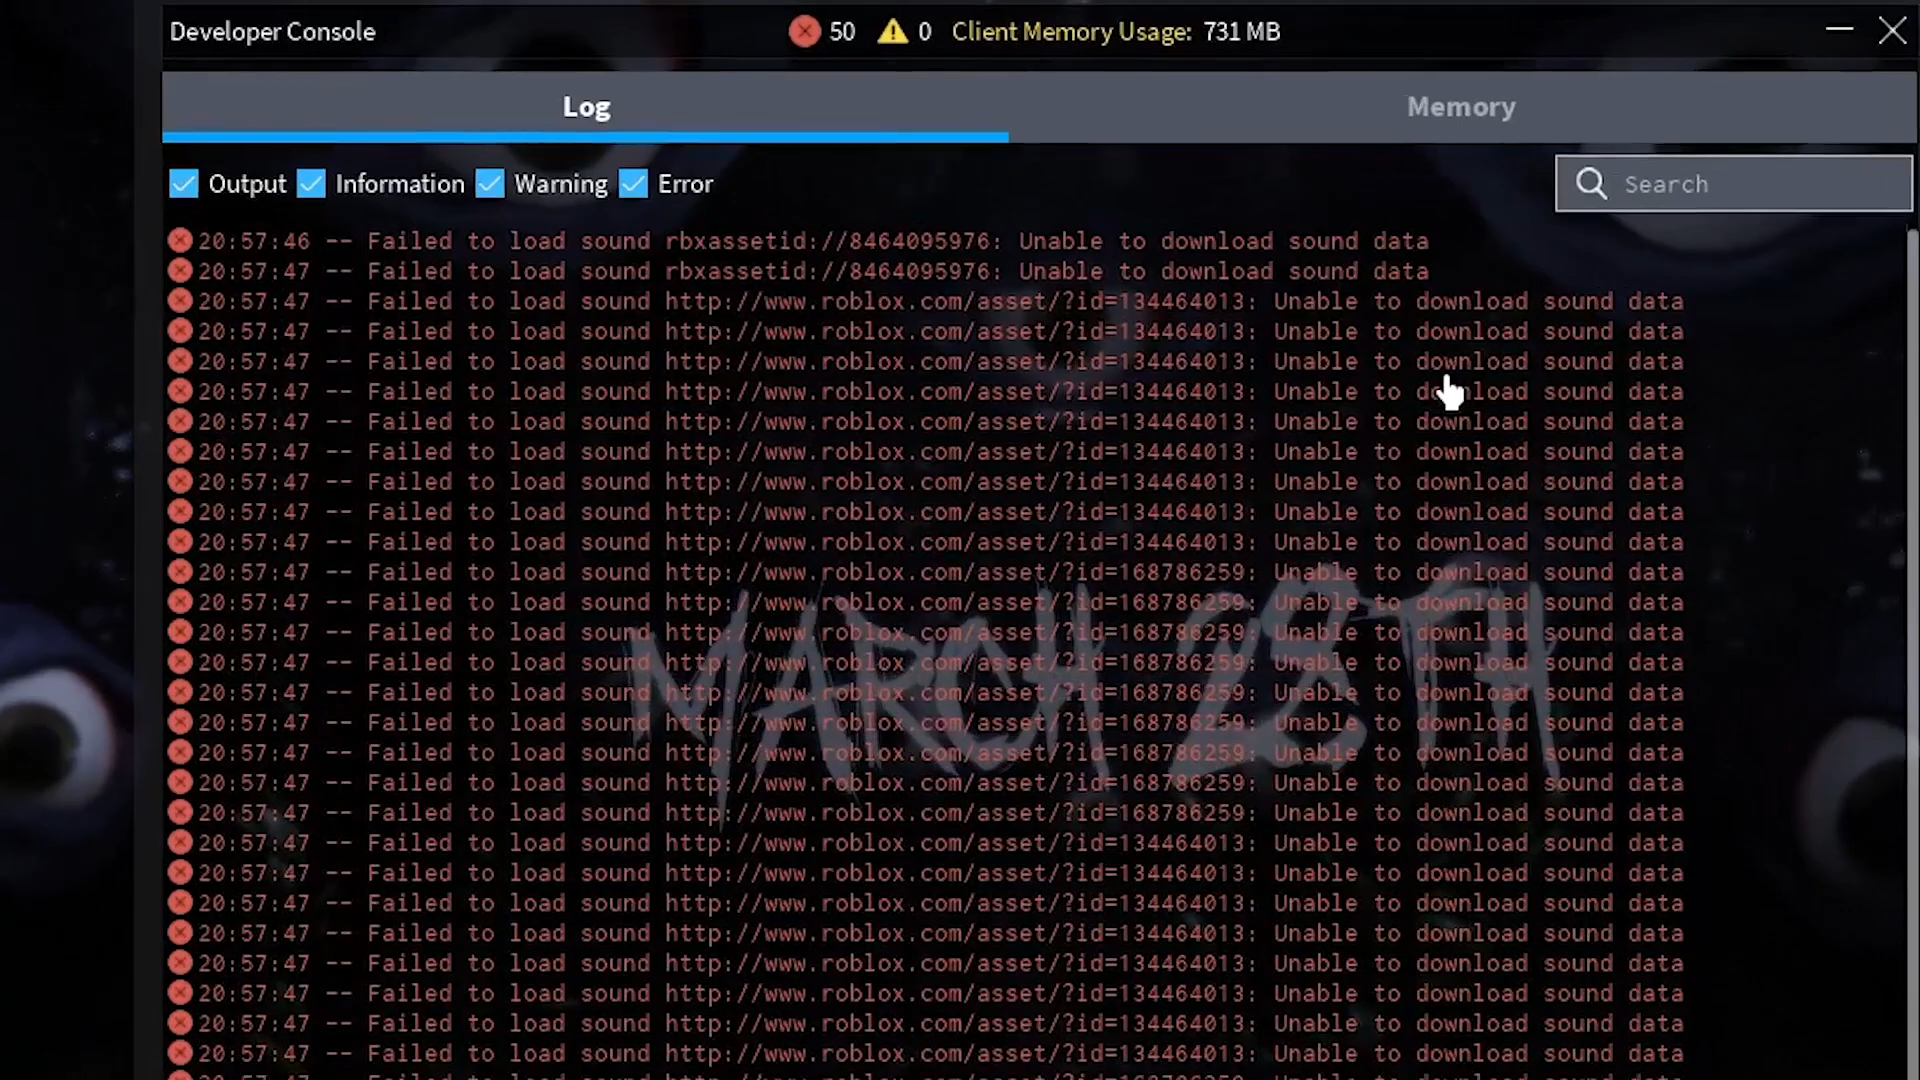 Developer Console
50 0 Client Memory Usage: 731 MB
Log Memory
Output Information Warning Error
Search
20:57:46 -- Failed to load sound rbxassetid://8464095976: Unable to download sound data
20:57:47 -- Failed to load sound rbxassetid://8464095976: Unable to download sound data
20:57:47 -- Failed to load sound http://www.roblox.com/asset/?id=134464013: Unable to download sound data
20:57:47 -- Failed to load sound http://www.roblox.com/asset/?id=134464013: Unable to download sound data
20:57:47 -- Failed to load sound http://www.roblox.com/asset/?id=134464013: Unable to download sound data
20:57:47 -- Failed to load sound http://www.roblox.com/asset/?id=134464013: Unable to download sound data
20:57:47 -- Failed to load sound http://www.roblox.com/asset/?id=134464013: Unable to download sound data
20:57:47 -- Failed to load sound http://www.roblox.com/asset/?id=134464013: Unable to download sound data
20:57:47 -- Failed to load sound http://www.roblox.com/asset/?id=134464013: Unable to download sound data
20:57:47 -- Failed to load sound http://www.roblox.com/asset/?id=134464013: Unable to download sound data
20:57:47 -- Failed to load sound http://www.roblox.com/asset/?id=134464013: Unable to download sound data
20:57:47 -- Failed to load sound http://www.roblox.com/asset/?id=168786259: Unable to download sound data
20:57:47 -- Failed to load sound http://www.roblox.com/asset/?id=168786259: Unable to download sound data
20:57:47 -- Failed to load sound http://www.roblox.com/asset/?id=168786259: Unable to download sound data
20:57:47 -- Failed to load sound http://www.roblox.com/asset/?id=168786259: Unable to download sound data
20:57:47 -- Failed to load sound http://www.roblox.com/asset/?id=168786259: Unable to download sound data
20:57:47 -- Failed to load sound http://www.roblox.com/asset/?id=168786259: Unable to download sound data
20:57:47 -- Failed to load sound http://www.roblox.com/asset/?id=168786259: Unable to download sound data
20:57:47 -- Failed to load sound http://www.roblox.com/asset/?id=168786259: Unable to download sound data
20:57:47 -- Failed to load sound http://www.roblox.com/asset/?id=168786259: Unable to download sound data
20:57:47 -- Failed to load sound http://www.roblox.com/asset/?id=134464013: Unable to download sound data
20:57:47 -- Failed to load sound http://www.roblox.com/asset/?id=134464013: Unable to download sound data
20:57:47 -- Failed to load sound http://www.roblox.com/asset/?id=134464013: Unable to download sound data
20:57:47 -- Failed to load sound http://www.roblox.com/asset/?id=134464013: Unable to download sound data
20:57:47 -- Failed to load sound http://www.roblox.com/asset/?id=134464013: Unable to download sound data
20:57:47 -- Failed to load sound http://www.roblox.com/asset/?id=134464013: Unable to download sound data
20:57:47 -- Failed to load sound http://www.roblox.com/asset/?id=134464013: Unable to download sound data
20:57:47 -- Failed to load sound http://www.roblox.com/asset/?id=134464013: Unable to download sound data
MARCH 28TH